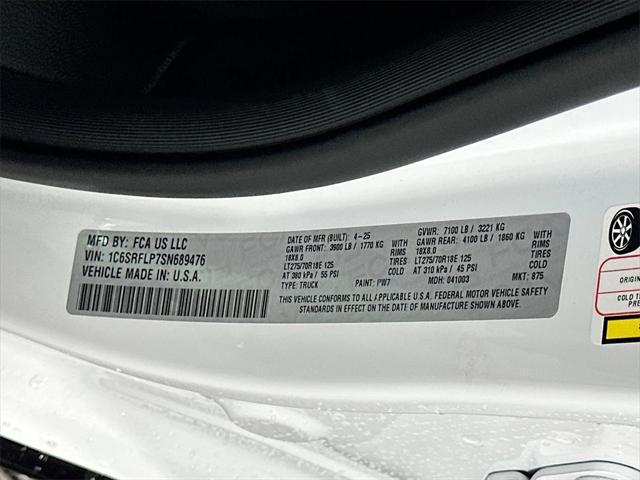 MFD BY: FCA US LLC
VIN: 1C6SRFLP7SN689476
VEHICLE MADE IN: U.S.A.
DATE OF MFR (BUILT): 4-25
GAWR FRONT: 3900 LB / 1770 KG WITH
18X8.0 RIMS
LT275/70R18E 125 TIRES
AT 380 kPa / 55 PSI WITH
TYPE: TRUCK PAINT: PW7
GVWR: 7100 LB / 3221 KG
GAWR REAR: 4100 LB / 1860 KG WITH
18X8.0 RIMS
LT275/70R18E 125 TIRES
AT 310 kPa / 45 PSI WITH
MDH: 041003 MKT: 875
THIS VEHICLE CONFORMS TO ALL APPLICABLE U.S.A. FEDERAL MOTOR VEHICLE SAFETY
STANDARDS IN EFFECT ON THE DATE OF MANUFACTURE SHOWN ABOVE.
COLD